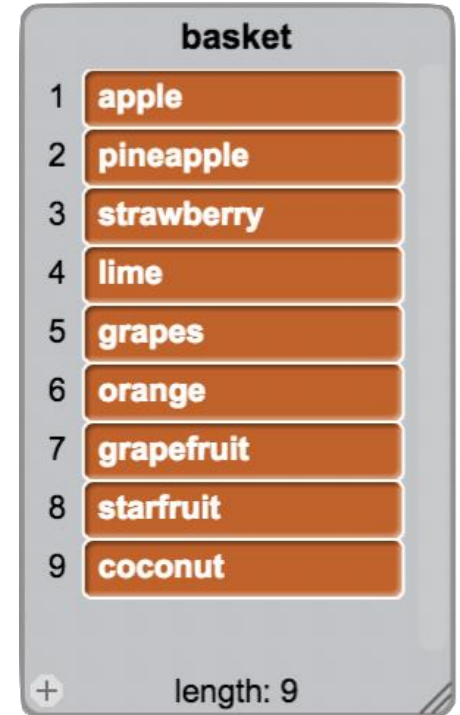 basket
1 apple
2 pineapple
3 strawberry
4 lime
5 grapes
6 orange
7 grapefruit
8 starfruit
9 coconut
+ length: 9